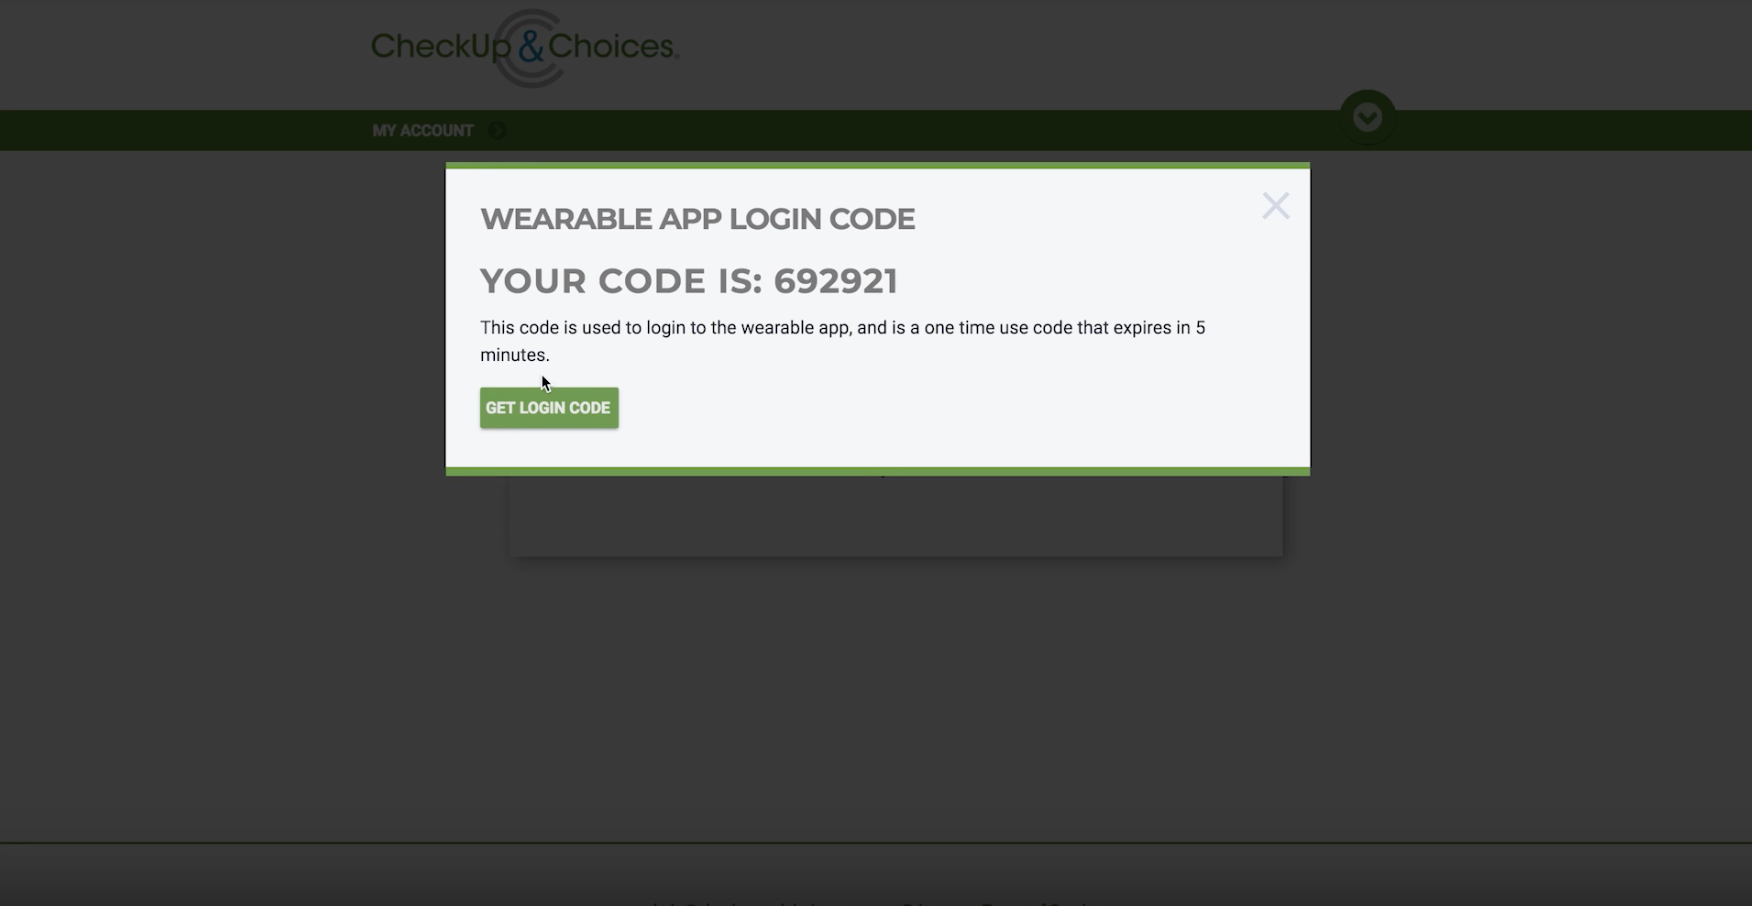 CheckUp & Choices
MY ACCOUNT
WEARABLE APP LOGIN CODE
YOUR CODE IS: 692921
This code is used to login to the wearable app, and is a one time use code that expires in 5
minutes.
GET LOGIN CODE